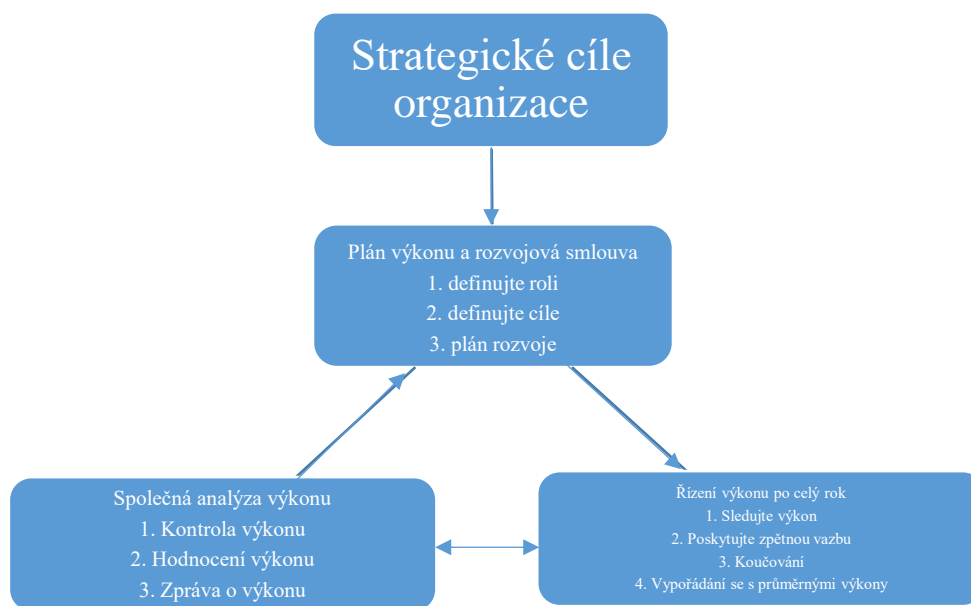 Strategické cíle
organizace
Plán výkonu a rozvojová smlouva
1. definujte roli
2. definujte cíle
3. plán rozvoje
Společná analýza výkonu
1. Kontrola výkonu
2. Hodnocení výkonu
3. Zpráva o výkonu
Řízení výkonu po celý rok
1. Sledujte výkon
2. Poskytujte zpětnou vazbu
3. Koučování
4. Vypořádání se s průměrnými výkony